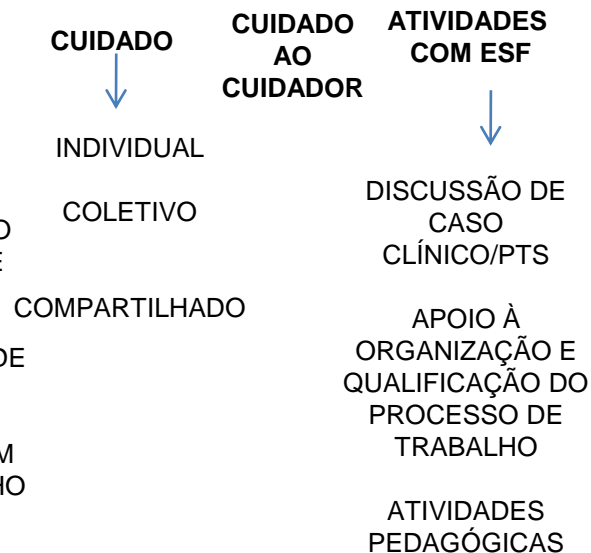 CUIDADO
INDIVIDUAL
COLETIVO
COMPARTILHADO
CUIDADO
AO
CUIDADOR
ATIVIDADES
COM ESF
DISCUSSÃO DE
CASO
CLÍNICO/PTS
APOIO À
ORGANIZAÇÃO E
QUALIFICAÇÃO DO
PROCESSO DE
TRABALHO
ATIVIDADES
PEDAGÓGICAS